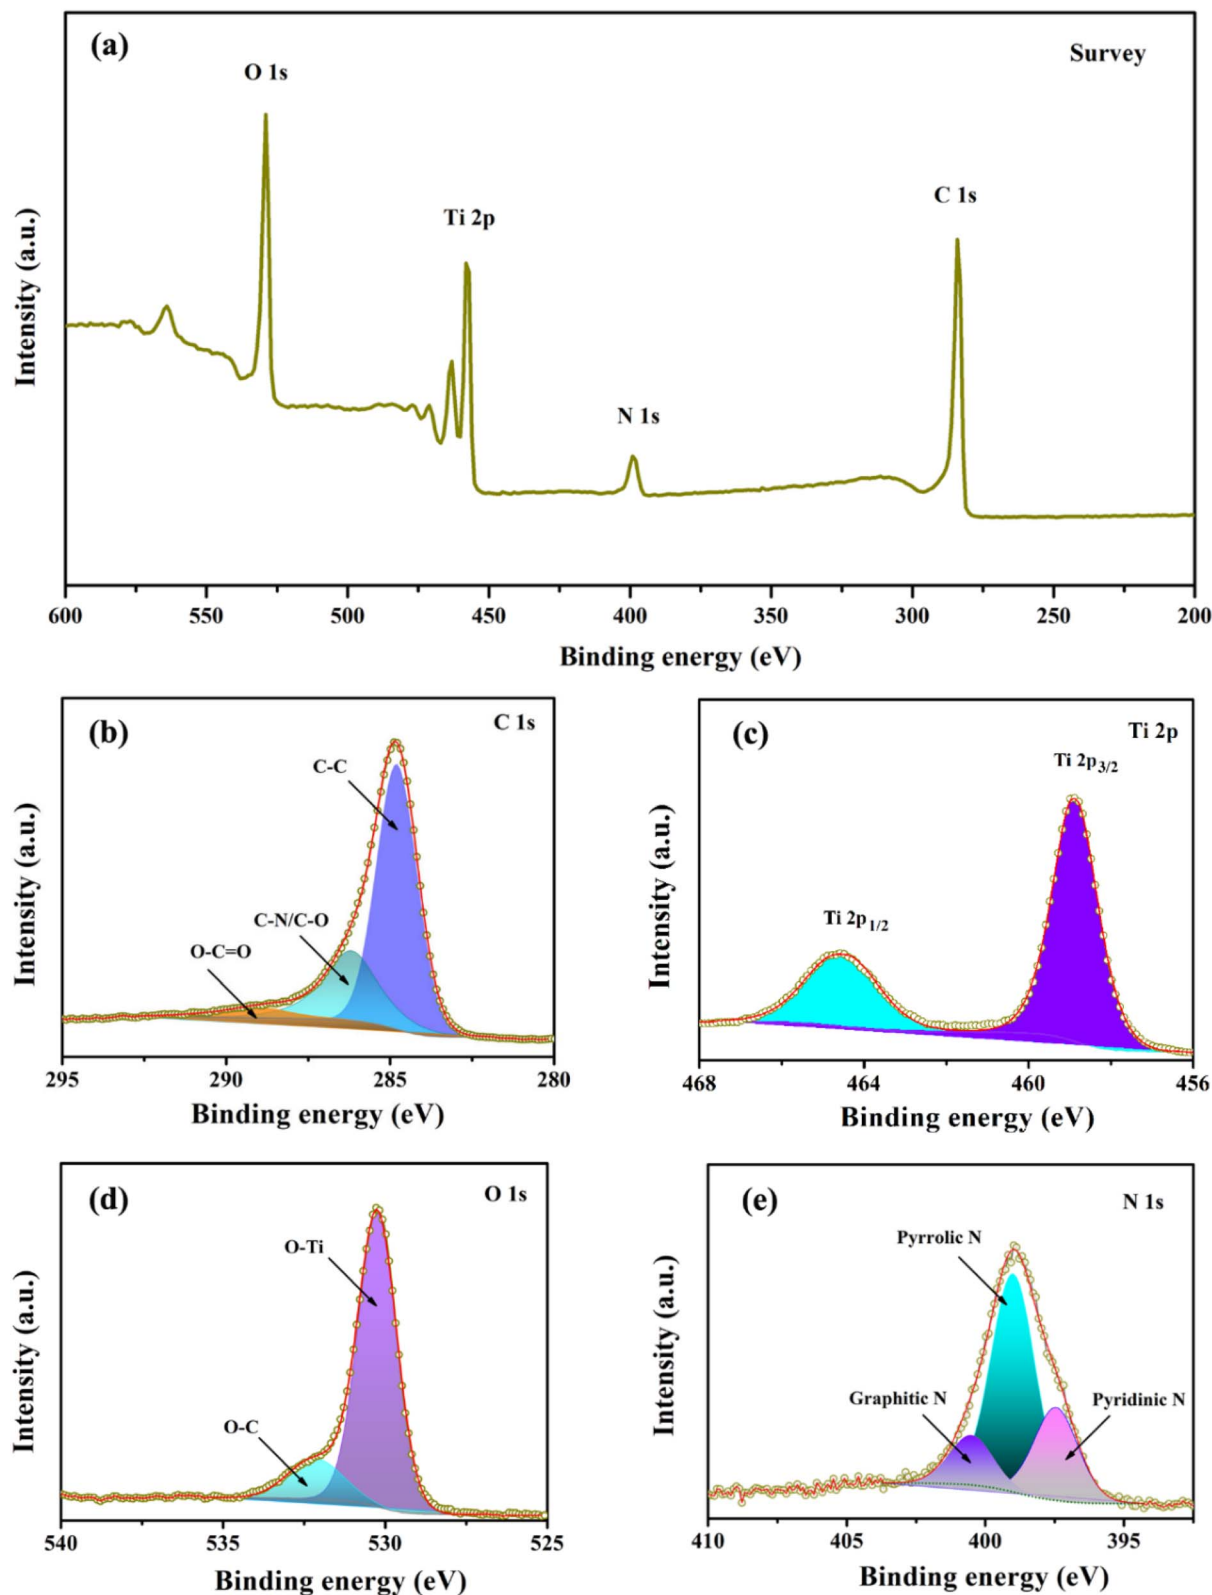 (a)
Survey
O 1s
Ti 2p
N 1s
C 1s
Intensity (a.u.)
600 550 500 450 400 350 300 250 200
Binding energy (eV)
(b)
C 1s
C-C
C-N/C-O
O-C=O
Intensity (a.u.)
295 290 285 280
Binding energy (eV)
(c)
Ti 2p
Ti 2p3/2
Ti 2p1/2
Intensity (a.u.)
468 464 460 456
Binding energy (eV)
(d)
O 1s
O-Ti
O-C
Intensity (a.u.)
540 535 530 525
Binding energy (eV)
(e)
N 1s
Pyrrolic N
Graphitic N
Pyridinic N
Intensity (a.u.)
410 405 400 395
Binding energy (eV)